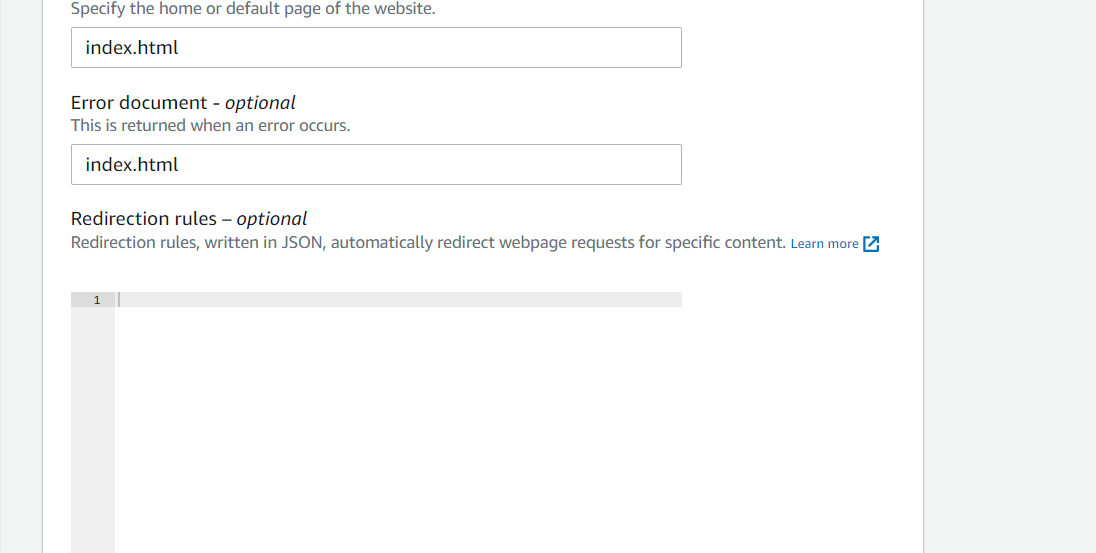 Specify the home or default page of the website.
index.html
Error document - optional
This is returned when an error occurs.
index.html
Redirection rules – optional
Redirection rules, written in JSON, automatically redirect webpage requests for specific content. Learn more
1